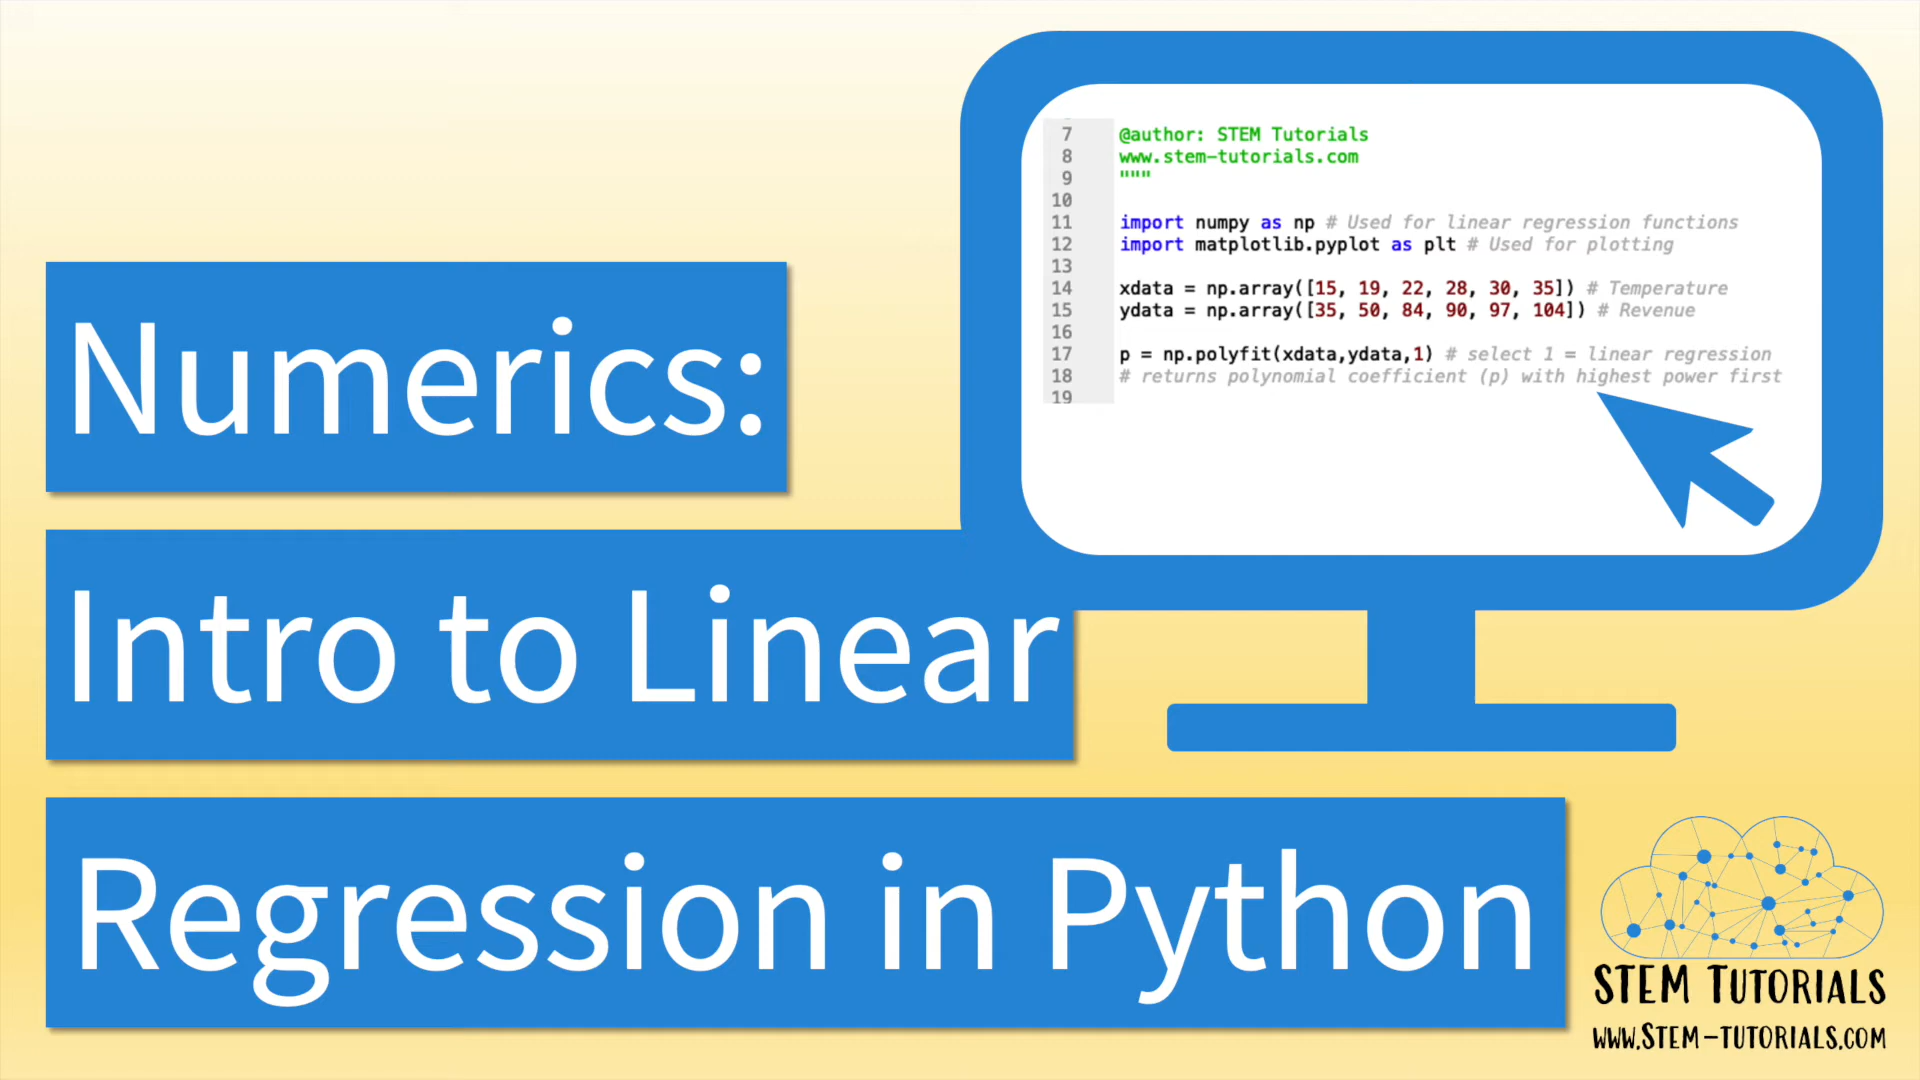 Numerics:
Intro to Linear
Regression in Python
7 @author: STEM Tutorials
8 www.stem-tutorials.com
9 """
10
11 import numpy as np # Used for linear regression functions
12 import matplotlib.pyplot as plt # Used for plotting
13
14 xdata = np.array([15, 19, 22, 28, 30, 35]) # Temperature
15 ydata = np.array([35, 50, 84, 90, 97, 104]) # Revenue
16
17 p = np.polyfit(xdata,ydata,1) # select 1 = linear regression
18 # returns polynomial coefficient (p) with highest power first
19
STEM TUTORIALS
WWW.STEM-TUTORIALS.COM